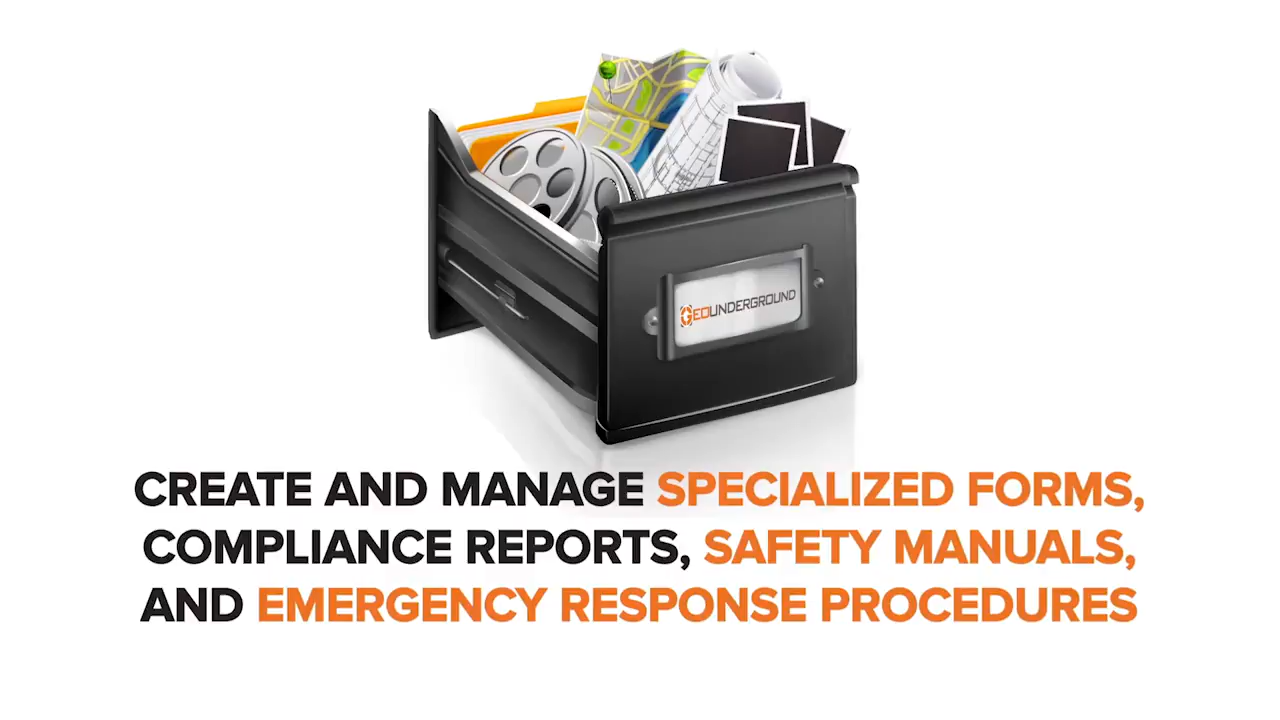 GEOUNDERGROUND
CREATE AND MANAGE SPECIALIZED FORMS,
COMPLIANCE REPORTS, SAFETY MANUALS,
AND EMERGENCY RESPONSE PROCEDURES